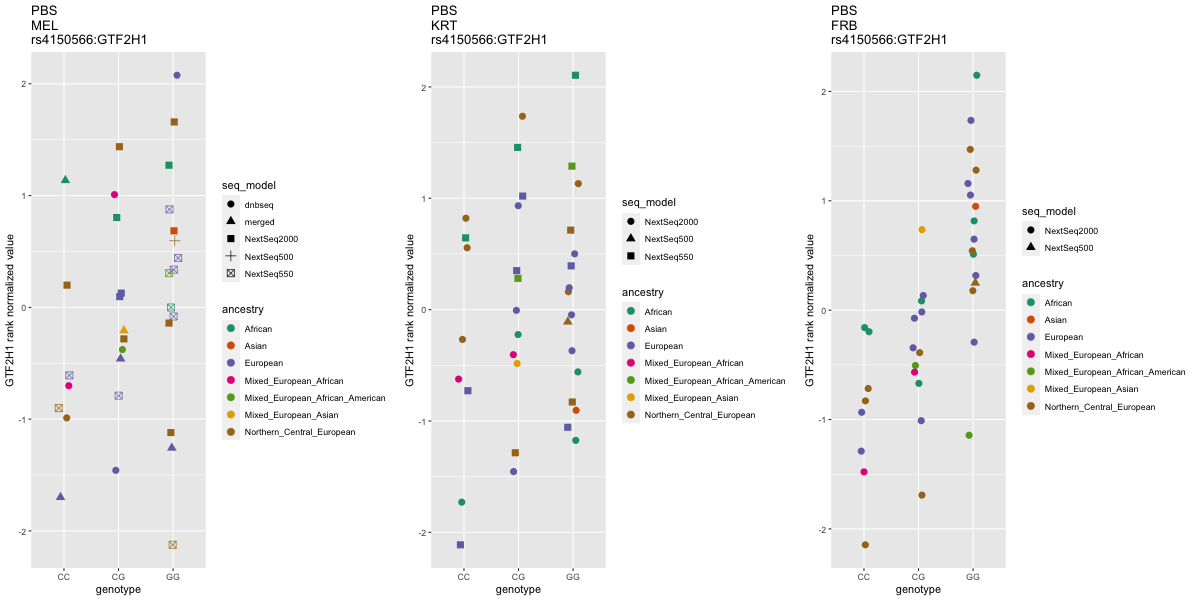 PBS
MEL
rs4150566:GTF2H1
GTF2H1 rank normalized value
2
1
0
-1
-2
CC
CG
GG
genotype
seq_model
dnbseq
merged
NextSeq2000
NextSeq500
NextSeq550
ancestry
African
Asian
European
Mixed_European_African
Mixed_European_African_American
Mixed_European_Asian
Northern_Central_European
PBS
KRT
rs4150566:GTF2H1
GTF2H1 rank normalized value
2
1
0
-1
-2
CC
CG
GG
genotype
seq_model
NextSeq2000
NextSeq500
NextSeq550
ancestry
African
Asian
European
Mixed_European_African
Mixed_European_African_American
Mixed_European_Asian
Northern_Central_European
PBS
FRB
rs4150566:GTF2H1
GTF2H1 rank normalized value
2
1
0
-1
-2
CC
CG
GG
genotype
seq_model
NextSeq2000
NextSeq500
ancestry
African
Asian
European
Mixed_European_African
Mixed_European_African_American
Mixed_European_Asian
Northern_Central_European